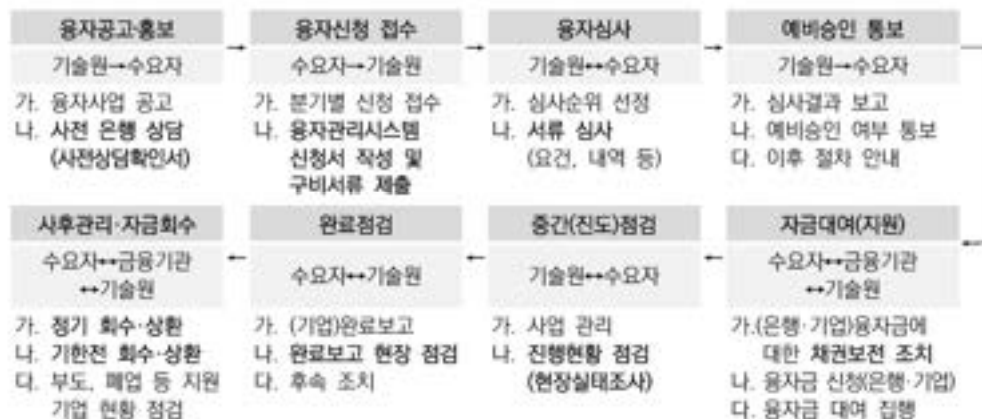 융자공고·홍보
기술원→수요자
가. 융자사업 공고
나. 사전 은행 상담
(사전상담확인서)
융자신청 접수
수요자→기술원
가. 분기별 신청 접수
나. 융자관리시스템
신청서 작성 및
구비서류 제출
융자심사
기술원↔수요자
가. 심사순위 선정
나. 서류 심사
(요건, 내역 등)
예비승인 통보
기술원→수요자
가. 심사결과 보고
나. 예비승인 여부 통보
다. 이후 절차 안내
자금대여(지원)
수요자↔금융기관
↔기술원
가.(은행·기업)융자금에
대한 채권보전 조치
나. 융자금 신청(은행·기업)
다. 융자금 대여 집행
중간(진도)점검
기술원↔수요자
가. 사업 관리
나. 진행현황 점검
(현장실태조사)
완료점검
수요자↔기술원
가. (기업)완료보고
나. 완료보고 현장 점검
다. 후속 조치
사후관리·자금회수
수요자↔금융기관
↔기술원
가. 정기 회수·상환
나. 기한전 회수·상환
다. 부도, 폐업 등 지원
기업 현황 점검